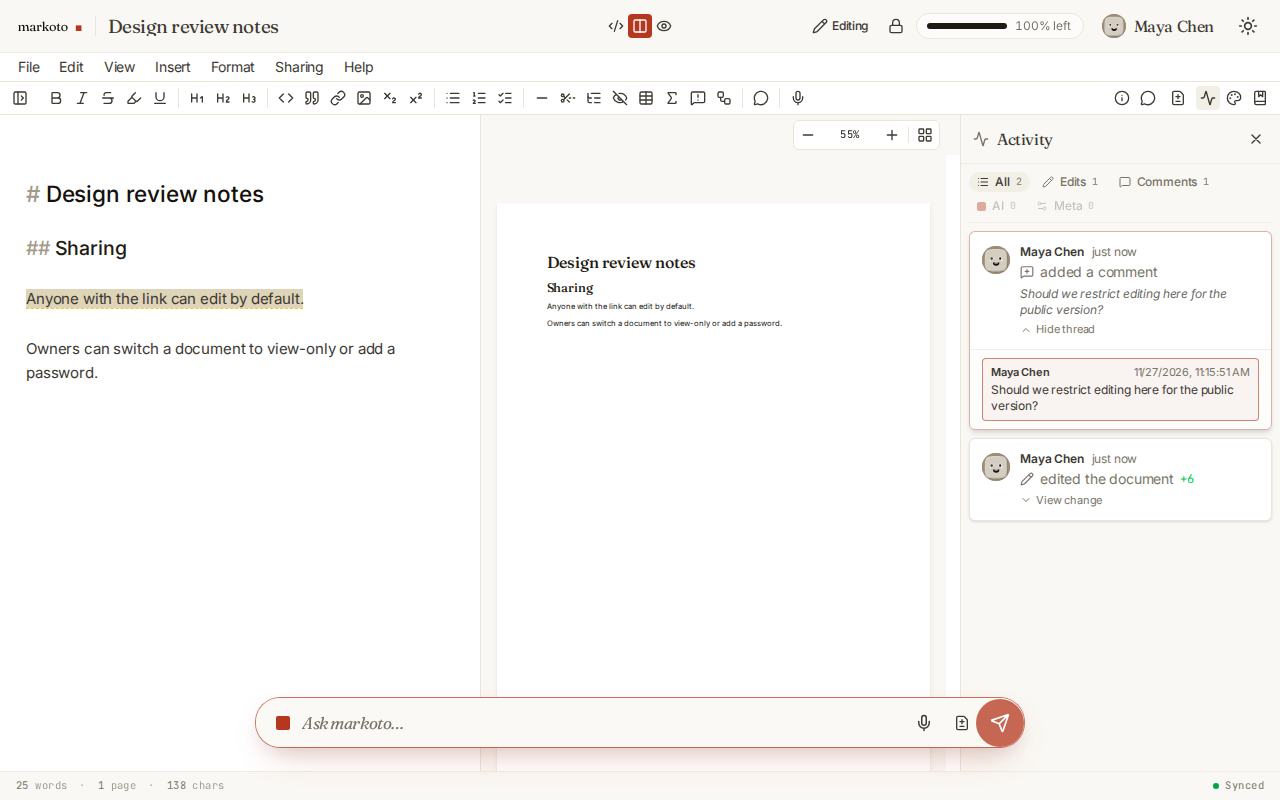 markoto
Design review notes
Editing
100% left
Maya Chen
File Edit View Insert Format Sharing Help
H1 H2 H3
55%
# Design review notes
## Sharing
Anyone with the link can edit by default.
Owners can switch a document to view-only or add a
password.
Design review notes
Sharing
Anyone with the link can edit by default.
Owners can switch a document to view-only or add a password.
Activity
All 2 Edits 1 Comments 1
AI 0 Meta 0
Maya Chen just now
added a comment
Should we restrict editing here for the
public version?
Hide thread
Maya Chen 11/27/2026, 11:15:51 AM
Should we restrict editing here for the public
version?
Maya Chen just now
edited the document +6
View change
Ask markoto...
25 words · 1 page · 138 chars
Synced